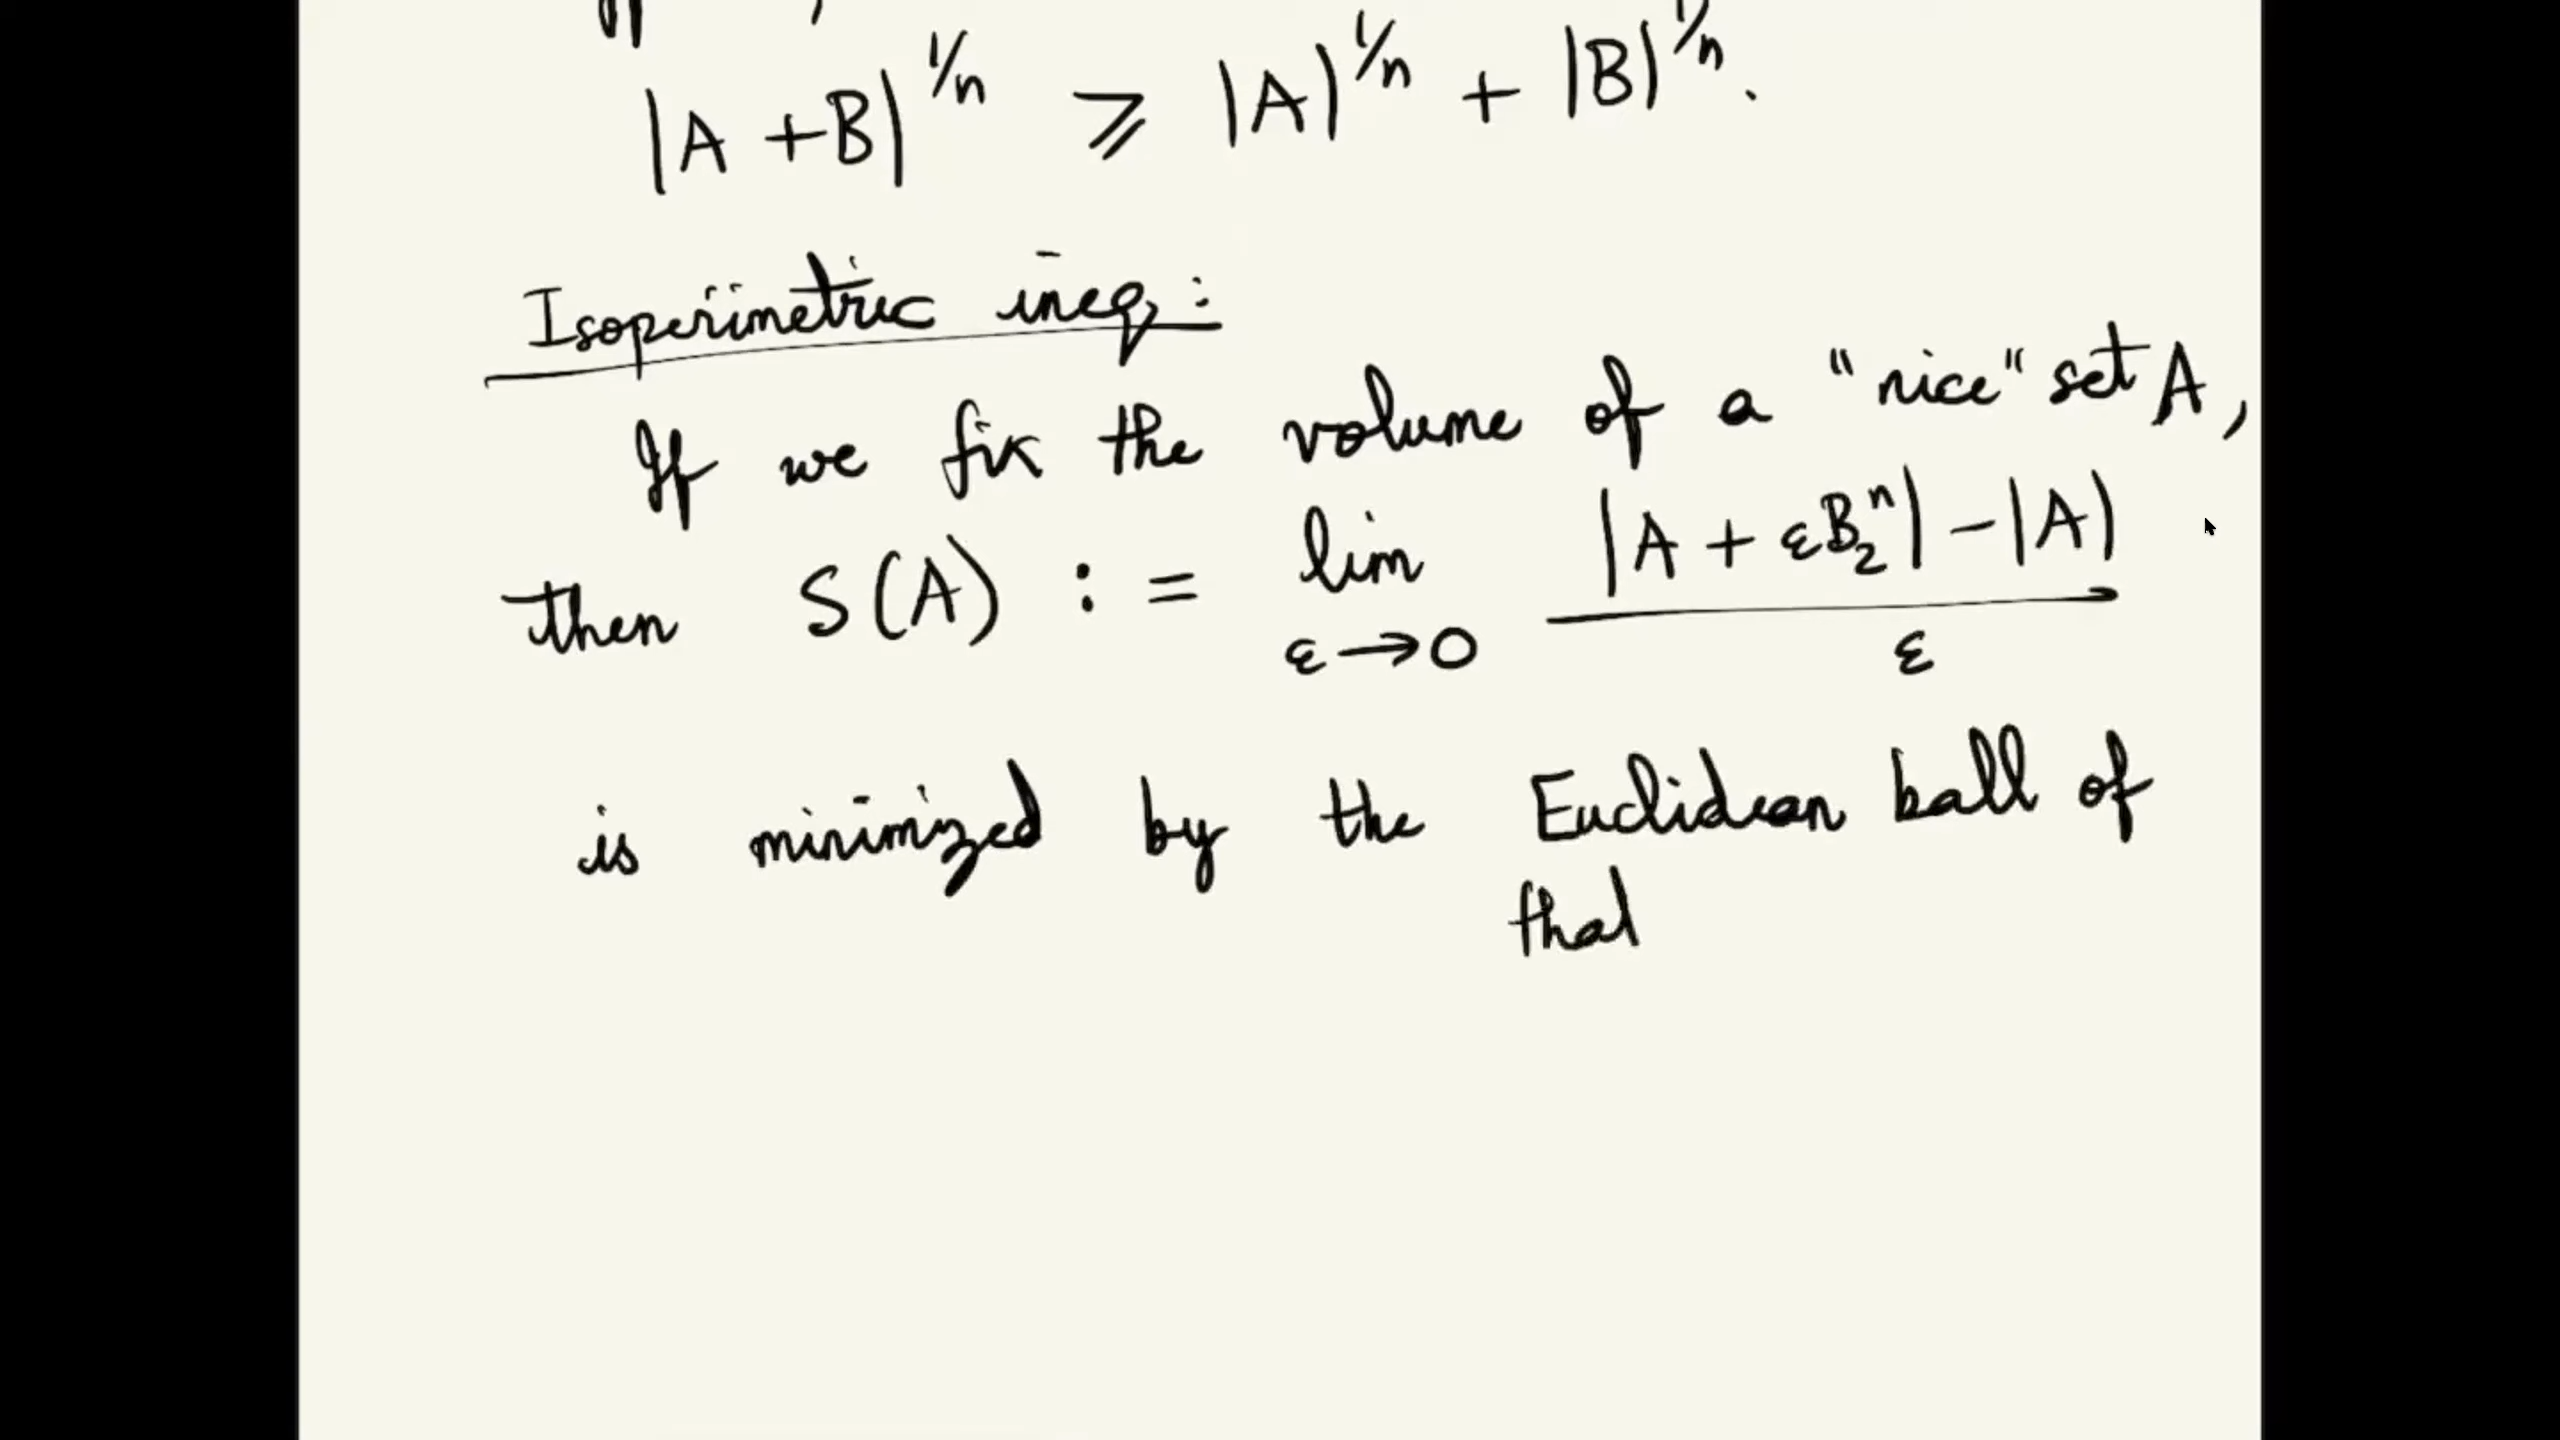 |A + B|^{1/n} ⩾ |A|^{1/n} + |B|^{1/n}.
Isoperimetric ineq:
If we fix the volume of a "nice" set A,
then S(A) := lim_{ε→0} (|A + εB_2^n| - |A|) / ε
is minimized by the Euclidean ball of
that